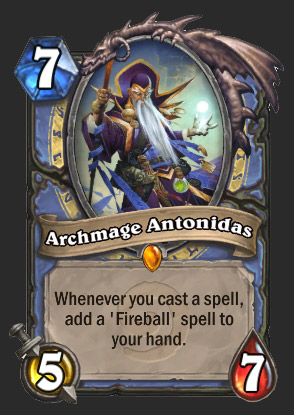 7
Archmage Antonidas
Whenever you cast a spell,
add a 'Fireball' spell to
your hand.
5
7